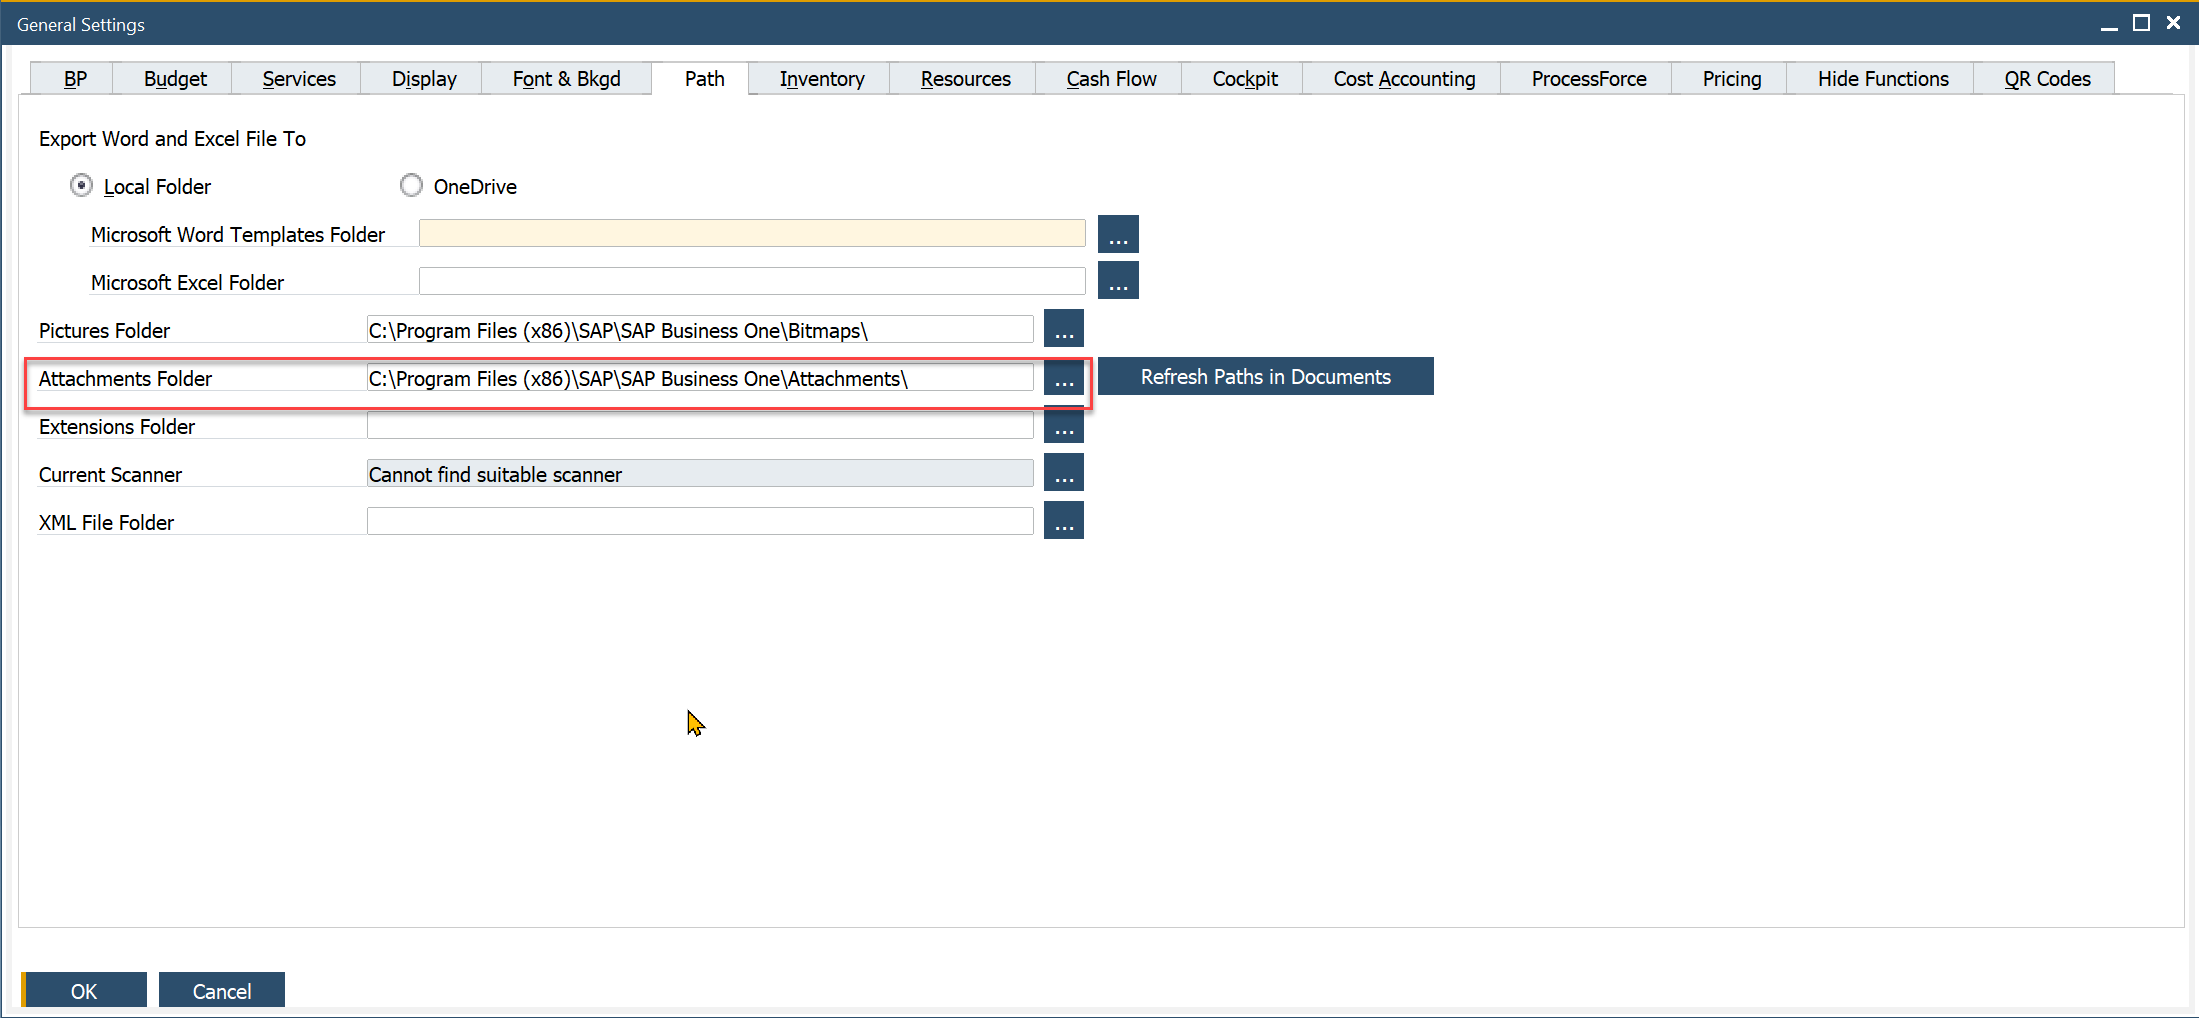 General Settings
BP Budget Services Display Font & Bkgd Path Inventory Resources Cash Flow Cockpit Cost Accounting ProcessForce Pricing Hide Functions QR Codes
Export Word and Excel File To
Local Folder OneDrive
Microsoft Word Templates Folder ...
Microsoft Excel Folder ...
Pictures Folder C:\Program Files (x86)\SAP\SAP Business One\Bitmaps\ ...
Attachments Folder C:\Program Files (x86)\SAP\SAP Business One\Attachments\ ... Refresh Paths in Documents
Extensions Folder ...
Current Scanner Cannot find suitable scanner ...
XML File Folder ...
OK Cancel